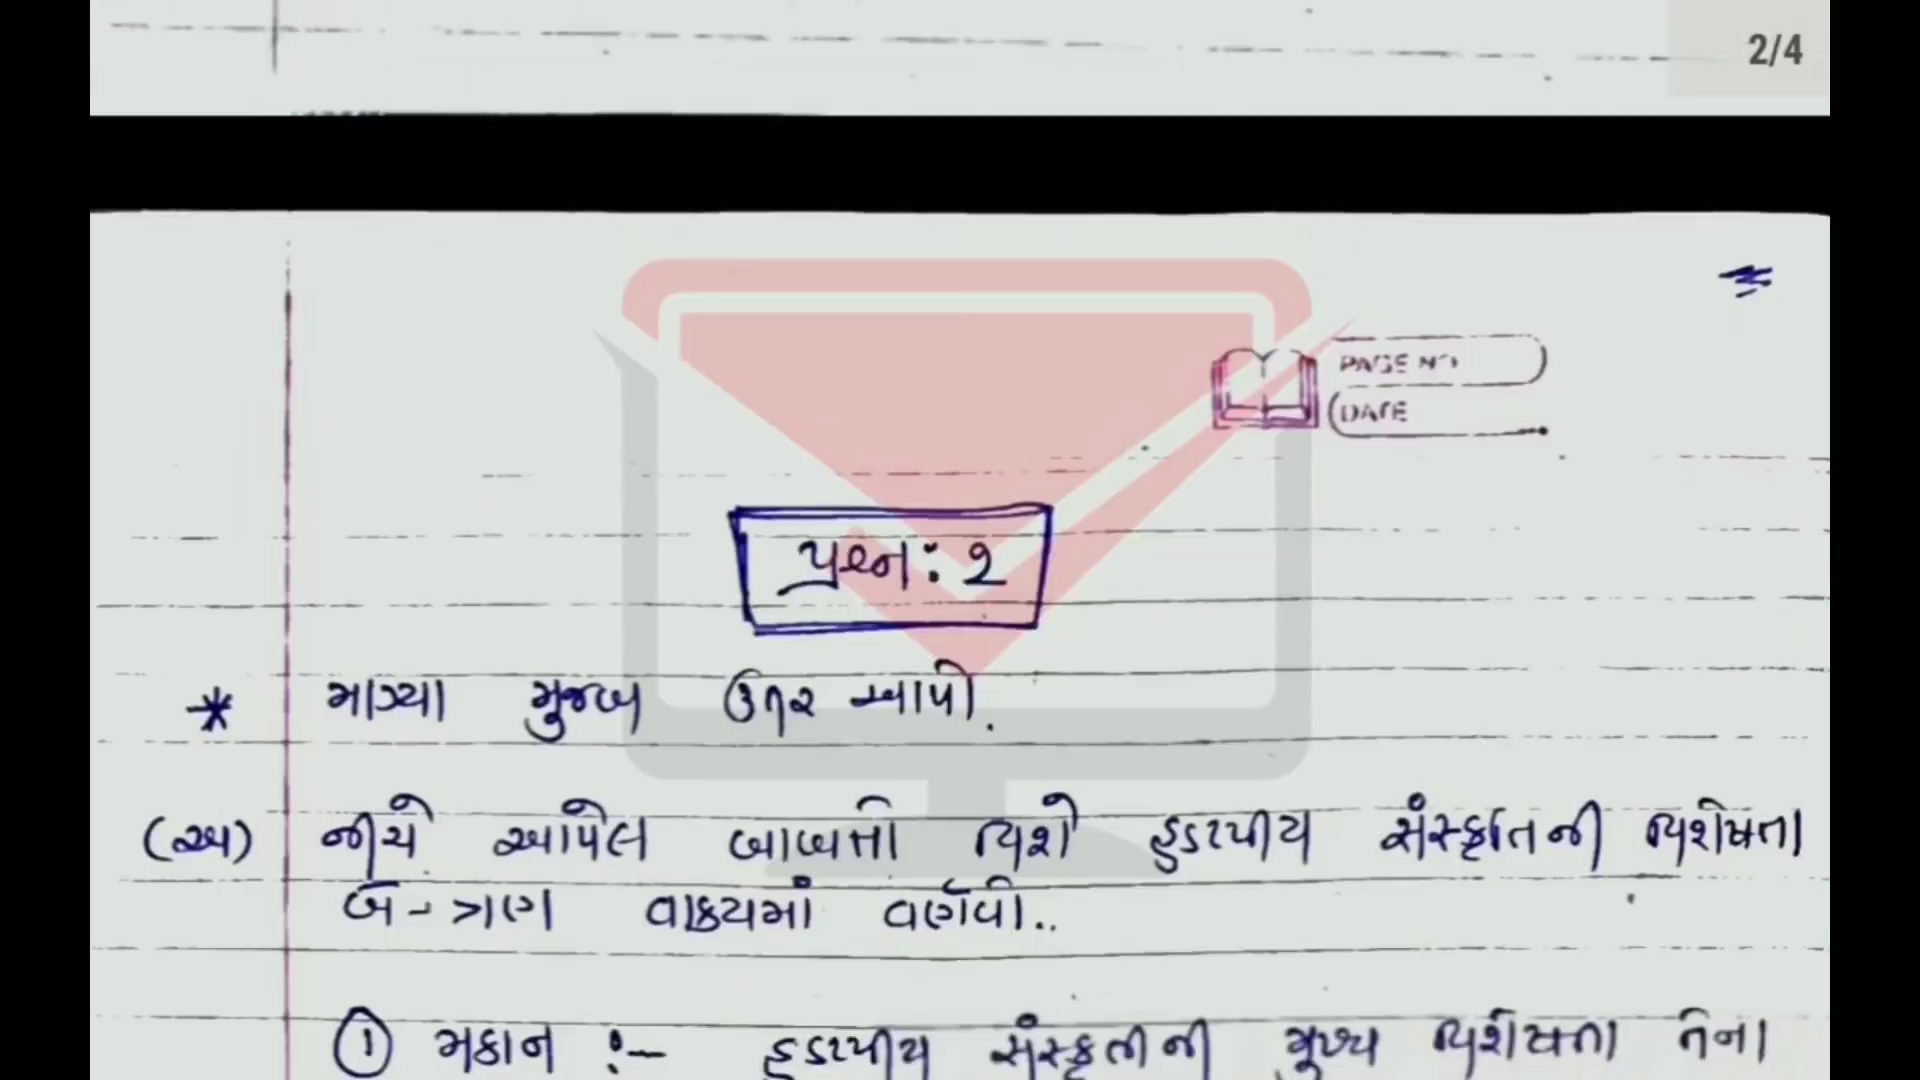 2/4
PAGE NO
DATE
પ્રશ્ન : ૨
* માગ્યા મુજબ ઉત્તર આપો.
(અ) નીચે આપેલ બાબતો વિશે હડપ્પીય સંસ્કૃતિની વિશેષતા
બે - ત્રણ વાક્યમાં વર્ણવો..
① મકાન :- હડપ્પીય સંસ્કૃતીની મુખ્ય વિશેષતા તેના